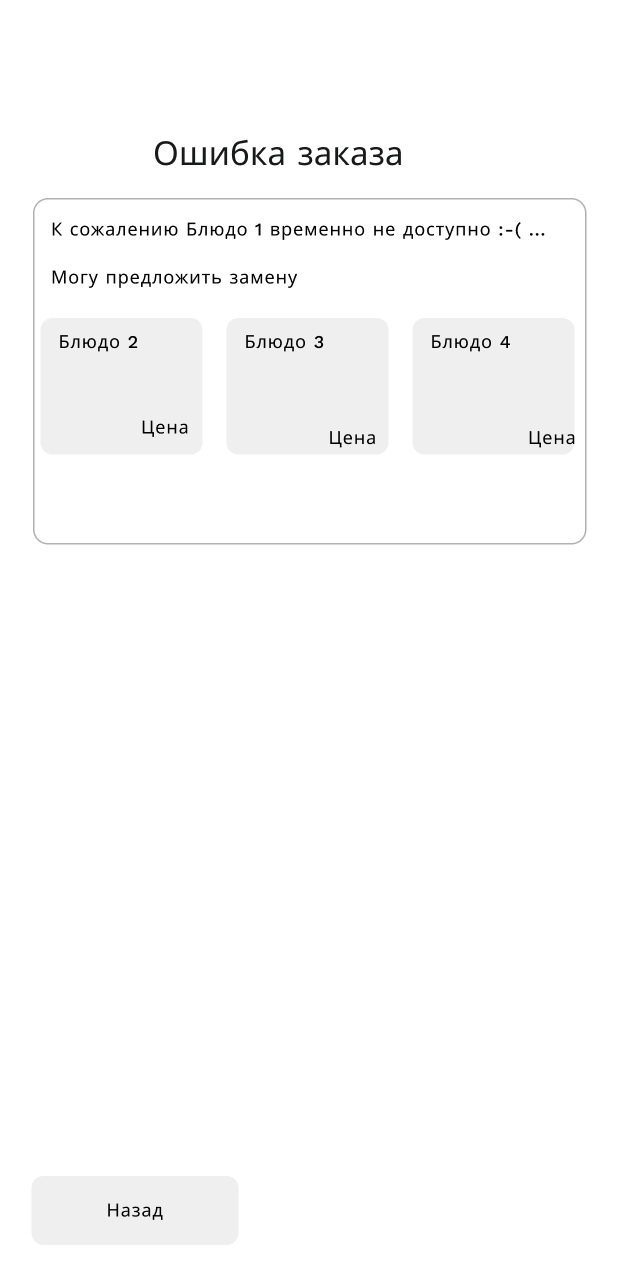 Ошибка заказа
К сожалению Блюдо 1 временно не доступно :-( ...
Могу предложить замену
Блюдо 2
Блюдо 3
Блюдо 4
Цена
Цена
Цена
Назад